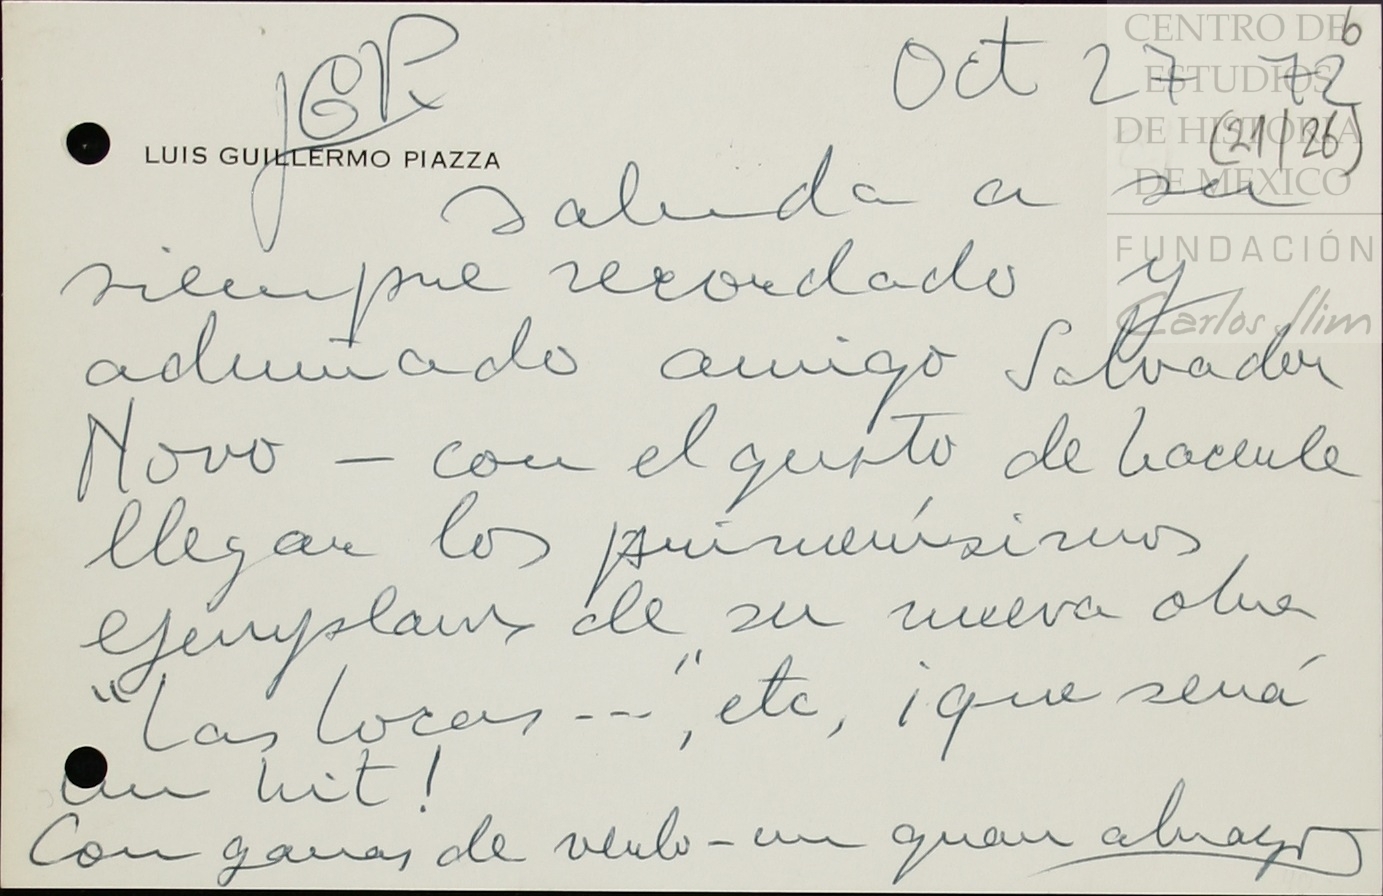 Oct 27 72
6
(21/26)
LGP
LUIS GUILLERMO PIAZZA
saluda a su
siempre recordado y
admirado amigo Salvador
Novo — con el gusto de hacerle
llegar los primerísimos
ejemplares de su nueva obra
"Las locas ---", etc, ¡que será
un hit!
Con ganas de verlo - un gran abrazo
CENTRO DE
ESTUDIOS
DE HISTORIA
DE MÉXICO
FUNDACIÓN
Carlos Slim